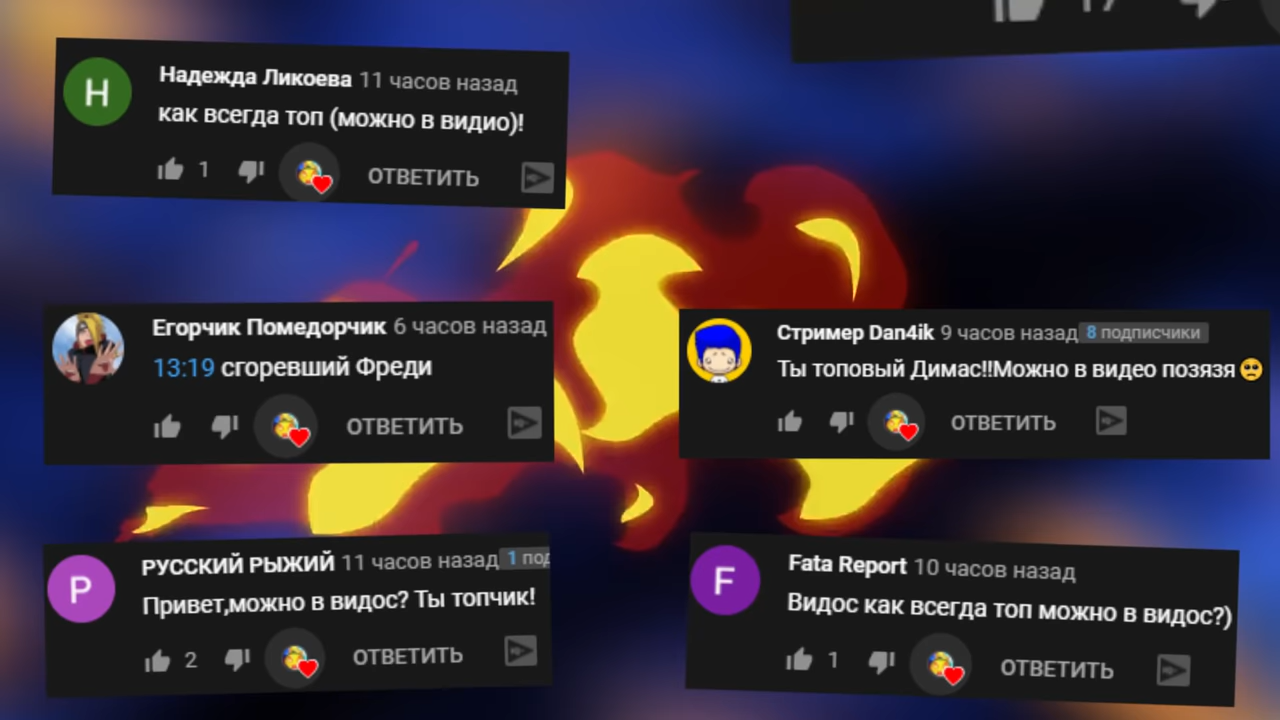 17
Н
Надежда Ликоева 11 часов назад
как всегда топ (можно в видио)!
1 ОТВЕТИТЬ
Егорчик Помедорчик 6 часов назад
13:19 сгоревший Фреди
ОТВЕТИТЬ
Стример Dan4ik 9 часов назад 8 подписчики
Ты топовый Димас!!Можно в видео позязя🥺
ОТВЕТИТЬ
Р
РУССКИЙ РЫЖИЙ 11 часов назад 1 под
Привет,можно в видос? Ты топчик!
2 ОТВЕТИТЬ
F
Fata Report 10 часов назад
Видос как всегда топ можно в видос?)
1 ОТВЕТИТЬ